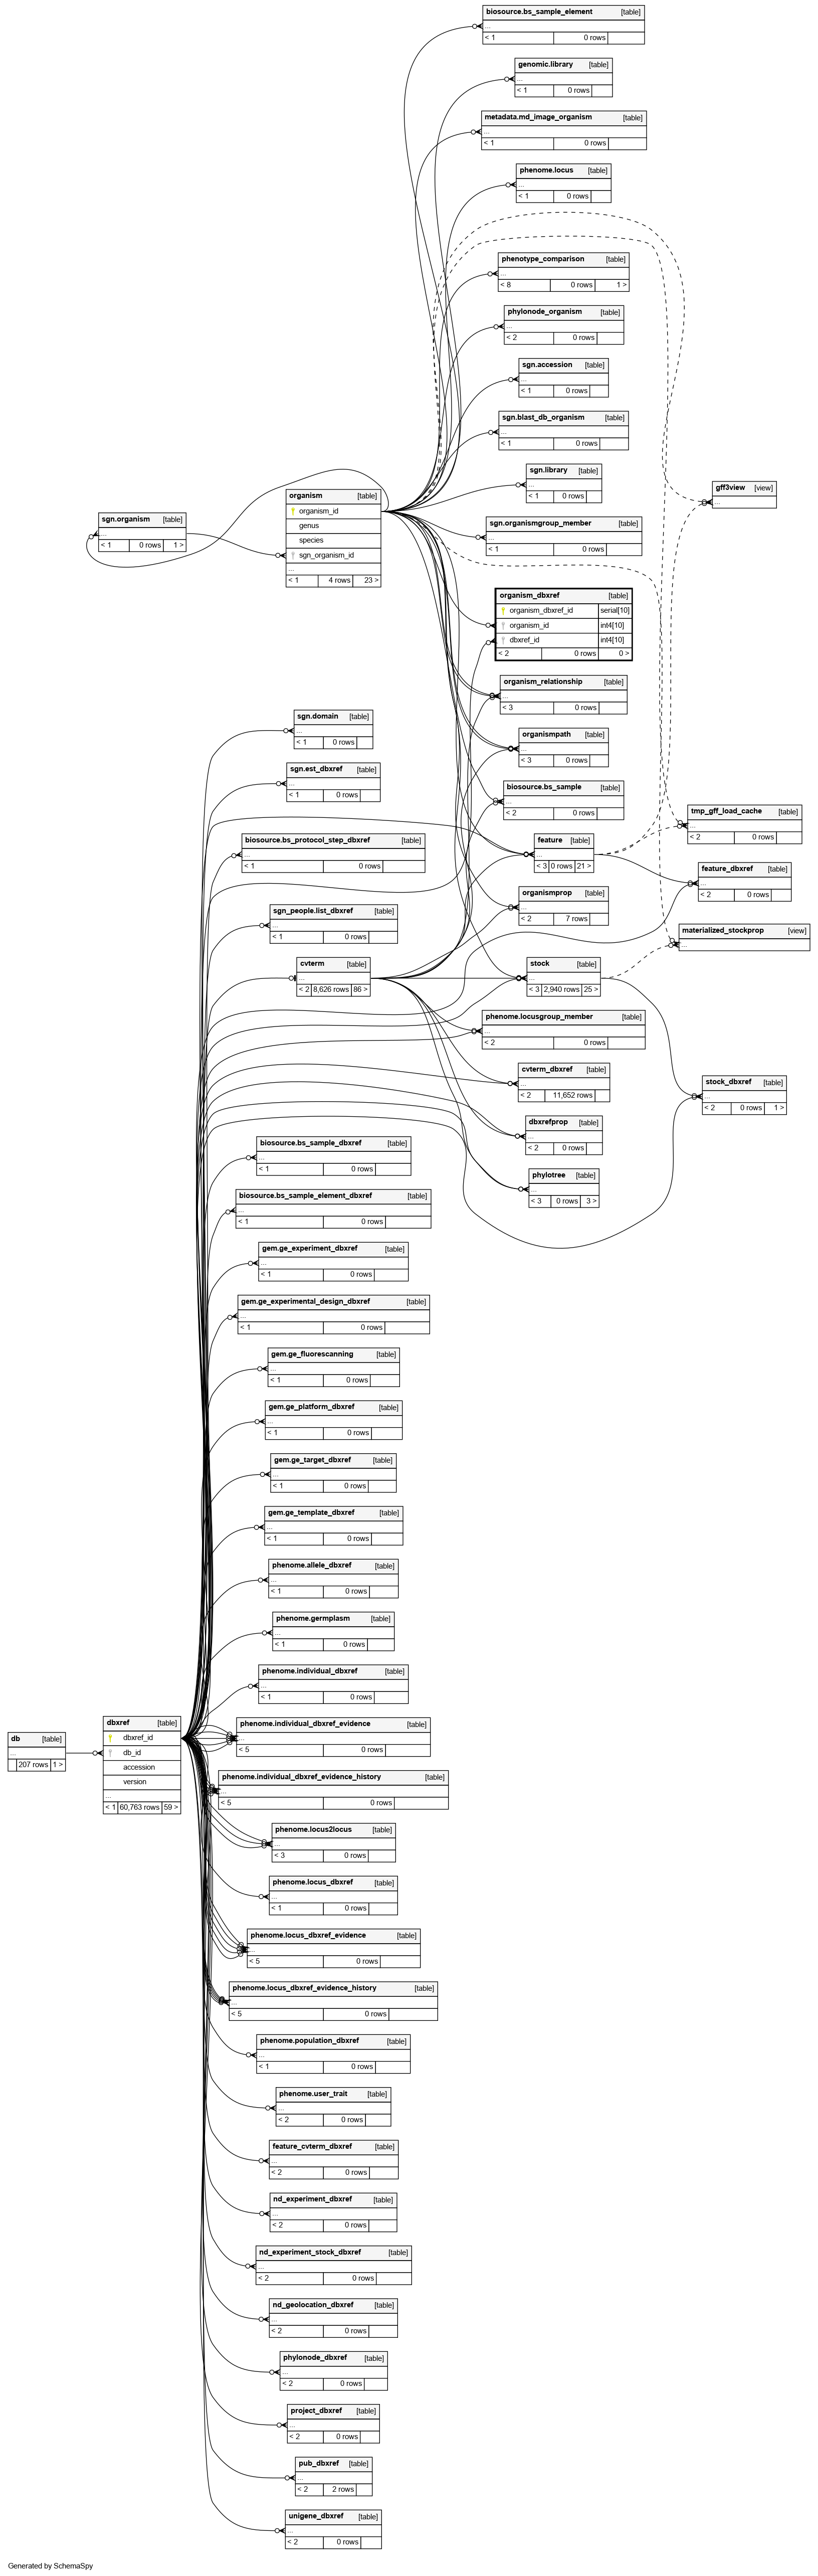 biosource.bs_sample_element [table]
...
< 1 0 rows
genomic.library [table]
...
< 1 0 rows
metadata.md_image_organism [table]
...
< 1 0 rows
phenome.locus [table]
...
< 1 0 rows
phenotype_comparison [table]
...
< 8 0 rows 1 >
phylonode_organism [table]
...
< 2 0 rows
sgn.accession [table]
...
< 1 0 rows
sgn.blast_db_organism [table]
...
< 1 0 rows
sgn.library [table]
...
< 1 0 rows
gff3view [view]
...
organism [table]
organism_id
genus
species
sgn_organism_id
...
< 1 4 rows 23 >
sgn.organism [table]
...
< 1 0 rows 1 >
sgn.organismgroup_member [table]
...
< 1 0 rows
organism_dbxref [table]
organism_dbxref_id serial[10]
organism_id int4[10]
dbxref_id int4[10]
< 2 0 rows 0 >
organism_relationship [table]
...
< 3 0 rows
sgn.domain [table]
...
< 1 0 rows
organismpath [table]
...
< 3 0 rows
sgn.est_dbxref [table]
...
< 1 0 rows
biosource.bs_sample [table]
...
< 2 0 rows
tmp_gff_load_cache [table]
...
< 2 0 rows
biosource.bs_protocol_step_dbxref [table]
...
< 1 0 rows
feature [table]
...
< 3 0 rows 21 >
feature_dbxref [table]
...
< 2 0 rows
organismprop [table]
...
< 2 7 rows
sgn_people.list_dbxref [table]
...
< 1 0 rows
materialized_stockprop [view]
...
cvterm [table]
...
< 2 8,626 rows 86 >
stock [table]
...
< 3 2,940 rows 25 >
phenome.locusgroup_member [table]
...
< 2 0 rows
cvterm_dbxref [table]
...
< 2 11,652 rows
stock_dbxref [table]
...
< 2 0 rows 1 >
dbxrefprop [table]
...
< 2 0 rows
biosource.bs_sample_dbxref [table]
...
< 1 0 rows
phylotree [table]
...
< 3 0 rows 3 >
biosource.bs_sample_element_dbxref [table]
...
< 1 0 rows
gem.ge_experiment_dbxref [table]
...
< 1 0 rows
gem.ge_experimental_design_dbxref [table]
...
< 1 0 rows
gem.ge_fluorescanning [table]
...
< 1 0 rows
gem.ge_platform_dbxref [table]
...
< 1 0 rows
gem.ge_target_dbxref [table]
...
< 1 0 rows
gem.ge_template_dbxref [table]
...
< 1 0 rows
phenome.allele_dbxref [table]
...
< 1 0 rows
phenome.germplasm [table]
...
< 1 0 rows
phenome.individual_dbxref [table]
...
< 1 0 rows
db [table]
...
207 rows 1 >
dbxref [table]
dbxref_id
db_id
accession
version
...
< 1 60,763 rows 59 >
phenome.individual_dbxref_evidence [table]
...
< 5 0 rows
phenome.individual_dbxref_evidence_history [table]
...
< 5 0 rows
phenome.locus2locus [table]
...
< 3 0 rows
phenome.locus_dbxref [table]
...
< 1 0 rows
phenome.locus_dbxref_evidence [table]
...
< 5 0 rows
phenome.locus_dbxref_evidence_history [table]
...
< 5 0 rows
phenome.population_dbxref [table]
...
< 1 0 rows
phenome.user_trait [table]
...
< 2 0 rows
feature_cvterm_dbxref [table]
...
< 2 0 rows
nd_experiment_dbxref [table]
...
< 2 0 rows
nd_experiment_stock_dbxref [table]
...
< 2 0 rows
nd_geolocation_dbxref [table]
...
< 2 0 rows
phylonode_dbxref [table]
...
< 2 0 rows
project_dbxref [table]
...
< 2 0 rows
pub_dbxref [table]
...
< 2 2 rows
unigene_dbxref [table]
...
< 2 0 rows
Generated by SchemaSpy